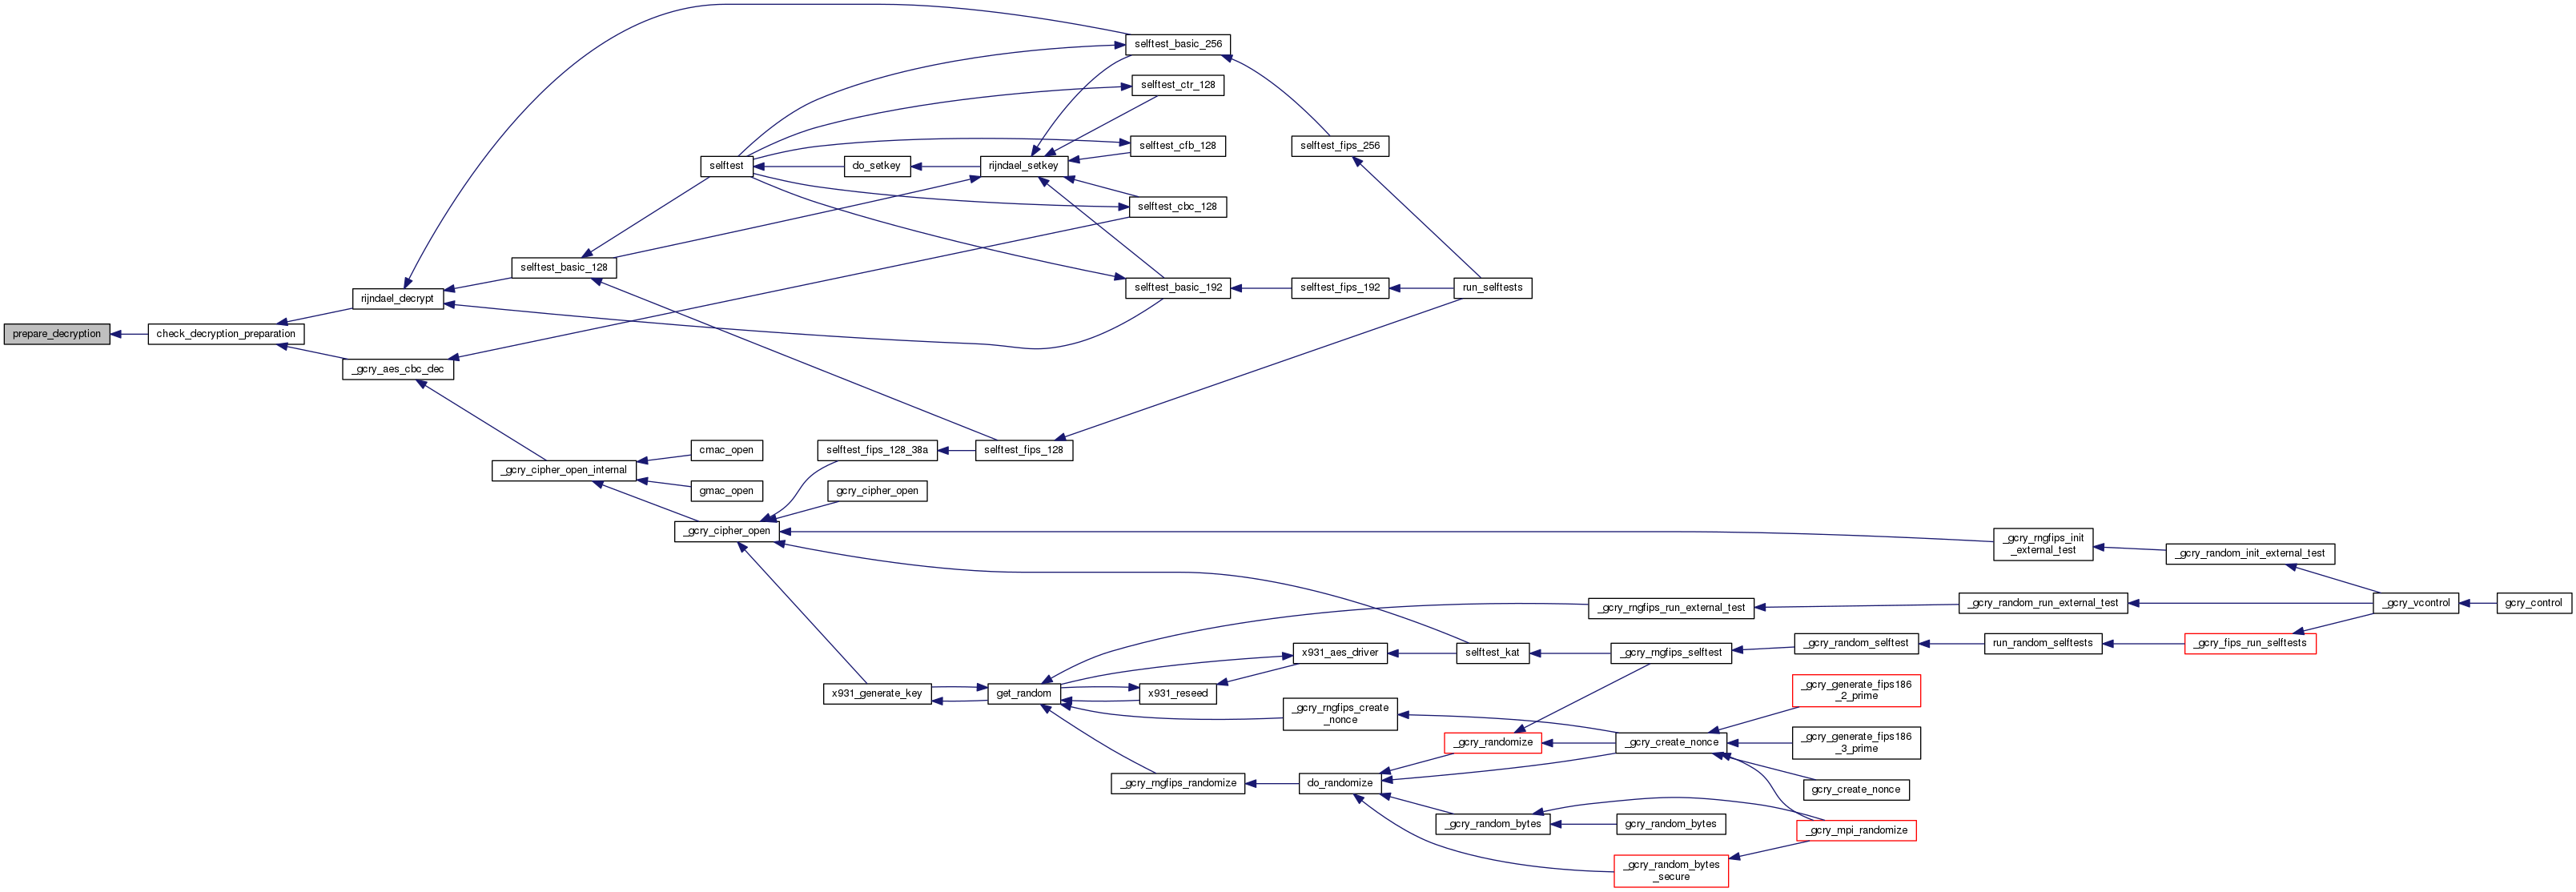 selftest_basic_256
selftest_ctr_128
selftest_cfb_128
selftest_fips_256
selftest
do_setkey
rijndael_setkey
selftest_cbc_128
selftest_basic_128
selftest_basic_192
selftest_fips_192
run_selftests
rijndael_decrypt
prepare_decryption
check_decryption_preparation
_gcry_aes_cbc_dec
cmac_open
selftest_fips_128_38a
selftest_fips_128
_gcry_cipher_open_internal
gmac_open
gcry_cipher_open
_gcry_cipher_open
_gcry_rngfips_init
_external_test
_gcry_random_init_external_test
_gcry_rngfips_run_external_test
_gcry_random_run_external_test
_gcry_vcontrol
gcry_control
x931_aes_driver
selftest_kat
_gcry_rngfips_selftest
_gcry_random_selftest
run_random_selftests
_gcry_fips_run_selftests
x931_generate_key
get_random
x931_reseed
_gcry_generate_fips186
_2_prime
_gcry_rngfips_create
_nonce
_gcry_randomize
_gcry_create_nonce
_gcry_generate_fips186
_3_prime
_gcry_rngfips_randomize
do_randomize
gcry_create_nonce
_gcry_random_bytes
gcry_random_bytes
_gcry_mpi_randomize
_gcry_random_bytes
_secure